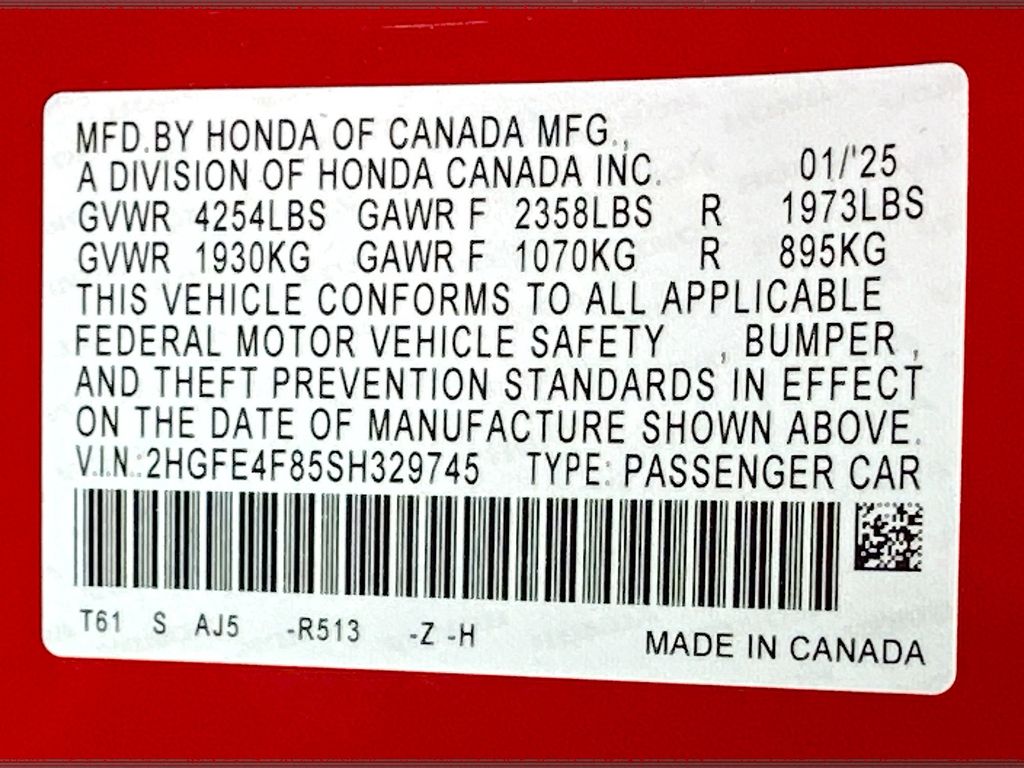 MFD.BY HONDA OF CANADA MFG.,
A DIVISION OF HONDA CANADA INC. 01/'25
GVWR 4254LBS GAWR F 2358LBS R 1973LBS
GVWR 1930KG GAWR F 1070KG R 895KG
THIS VEHICLE CONFORMS TO ALL APPLICABLE
FEDERAL MOTOR VEHICLE SAFETY , BUMPER ,
AND THEFT PREVENTION STANDARDS IN EFFECT
ON THE DATE OF MANUFACTURE SHOWN ABOVE.
V.I.N.:2HGFE4F85SH329745 TYPE: PASSENGER CAR
T61 S AJ5 -R513 -Z -H
MADE IN CANADA